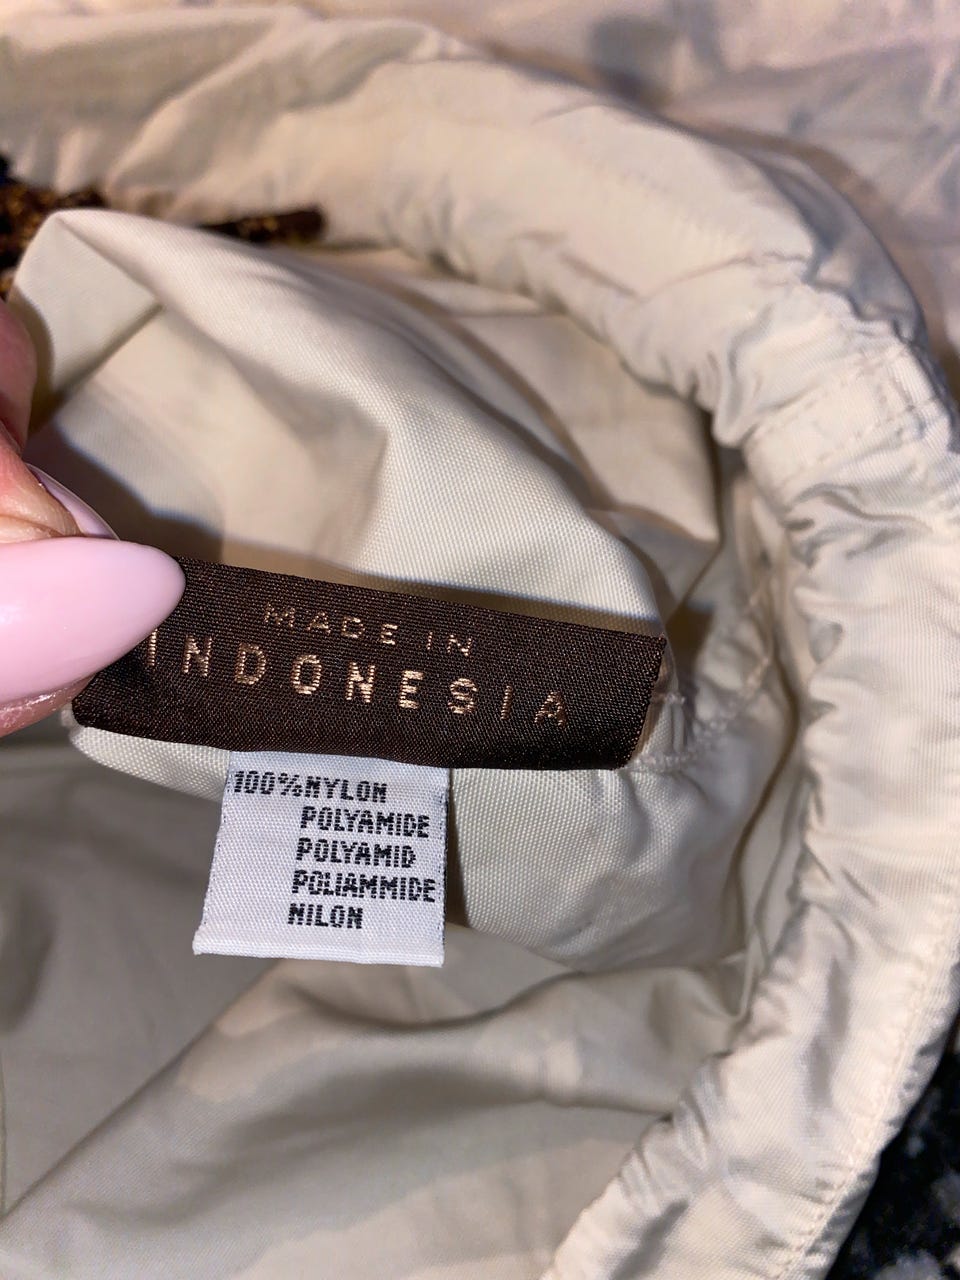 MADE IN
INDONESIA
100%NYLON
POLYAMIDE
POLYAMID
POLIAMMIDE
NILON